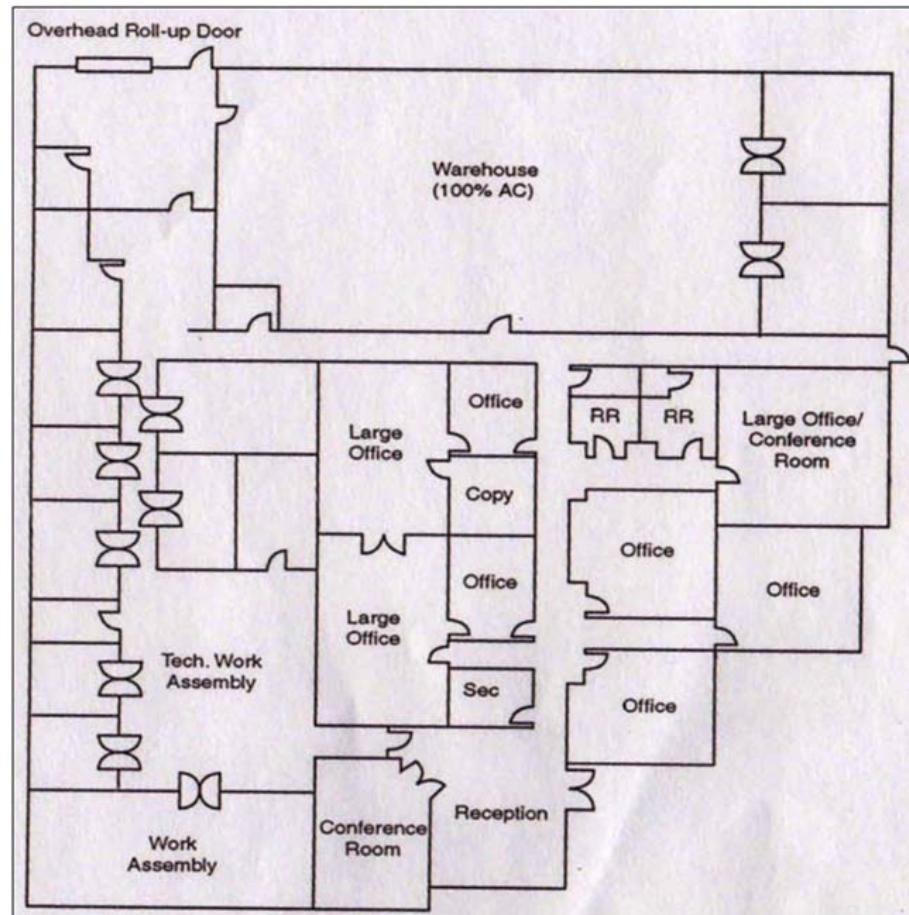 Overhead Roll-up Door
Warehouse
(100% AC)
Office
RR
RR
Large
Office
Large Office/
Conference
Room
Copy
Office
Office
Office
Large
Office
Tech. Work
Assembly
Sec
Office
Reception
Conference
Room
Work
Assembly